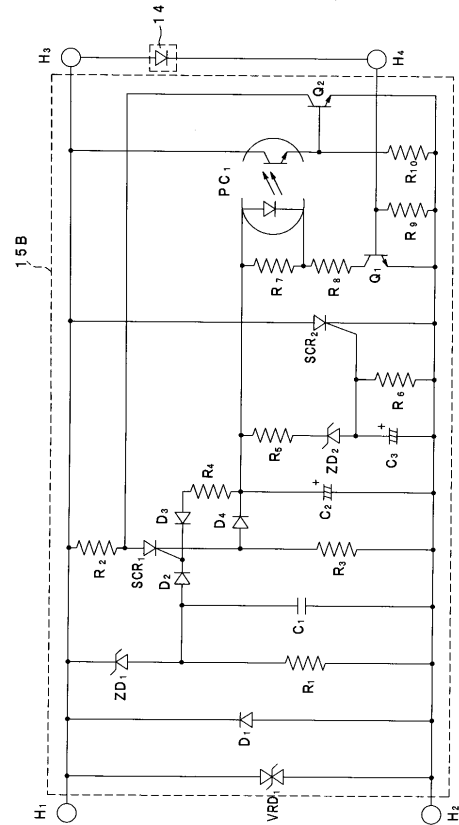 15B
14
H1
H2
H3
H4
VRD1
D1
ZD1
R1
C1
R2
SCR1
D2
D3
R4
D4
R3
C2
+
R5
ZD2
C3
+
R6
SCR2
R7
R8
Q1
PC1
Q2
R9
R10